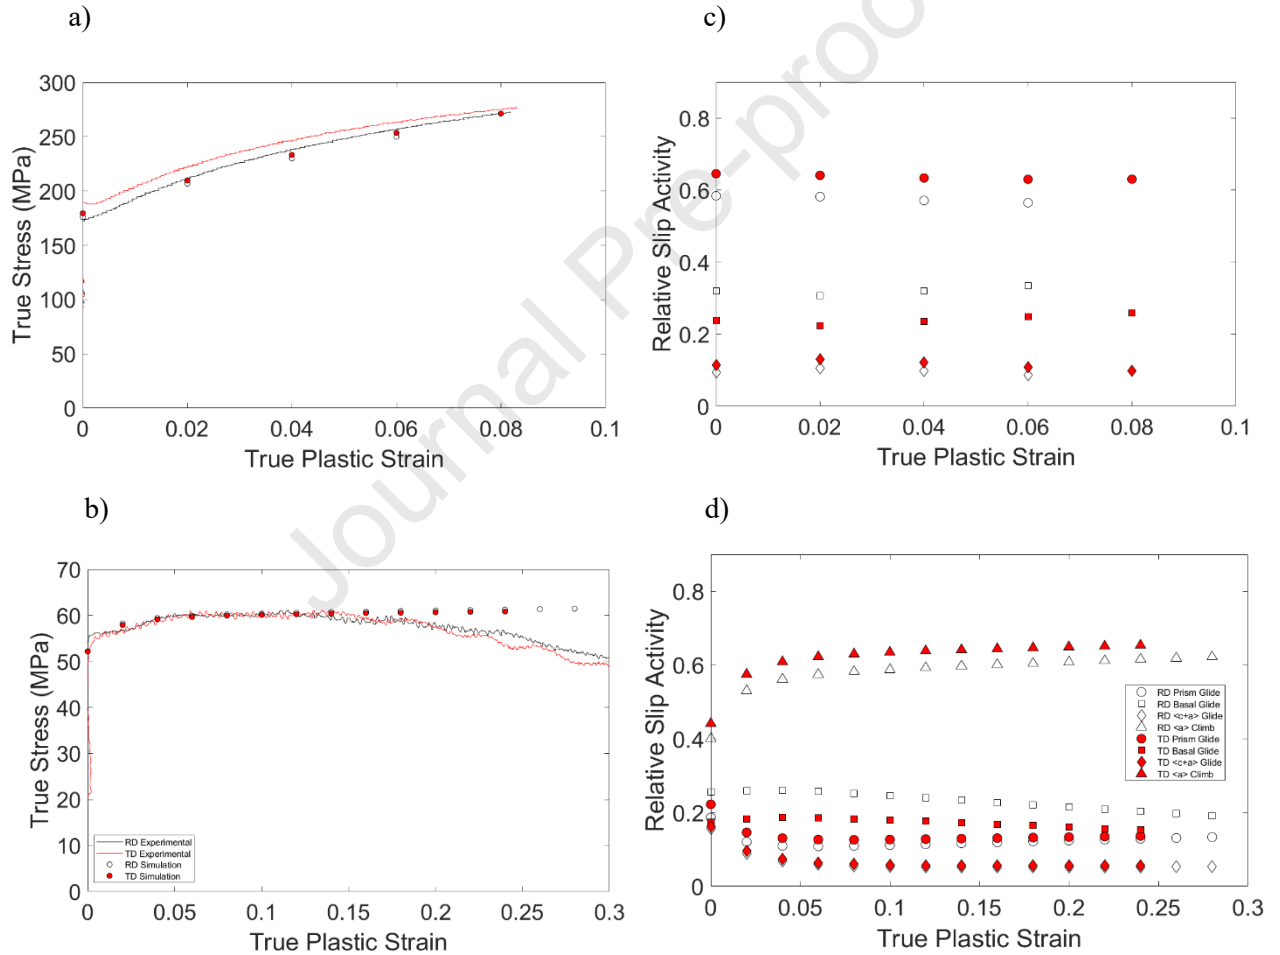 a)
300
250
200
150
100
50
0
True Stress (MPa)
0 0.02 0.04 0.06 0.08 0.1
True Plastic Strain
c)
0.8
0.6
0.4
0.2
0
Relative Slip Activity
0 0.02 0.04 0.06 0.08 0.1
True Plastic Strain
Journal Pre-proo
b)
70
60
50
40
30
20
10
0
True Stress (MPa)
RD Experimental
TD Experimental
RD Simulation
TD Simulation
0 0.05 0.1 0.15 0.2 0.25 0.3
True Plastic Strain
d)
0.8
0.6
0.4
0.2
0
Relative Slip Activity
RD Prism Glide
RD Basal Glide
RD <c+a> Glide
RD <a> Climb
TD Prism Glide
TD Basal Glide
TD <c+a> Glide
TD <a> Climb
0 0.05 0.1 0.15 0.2 0.25 0.3
True Plastic Strain